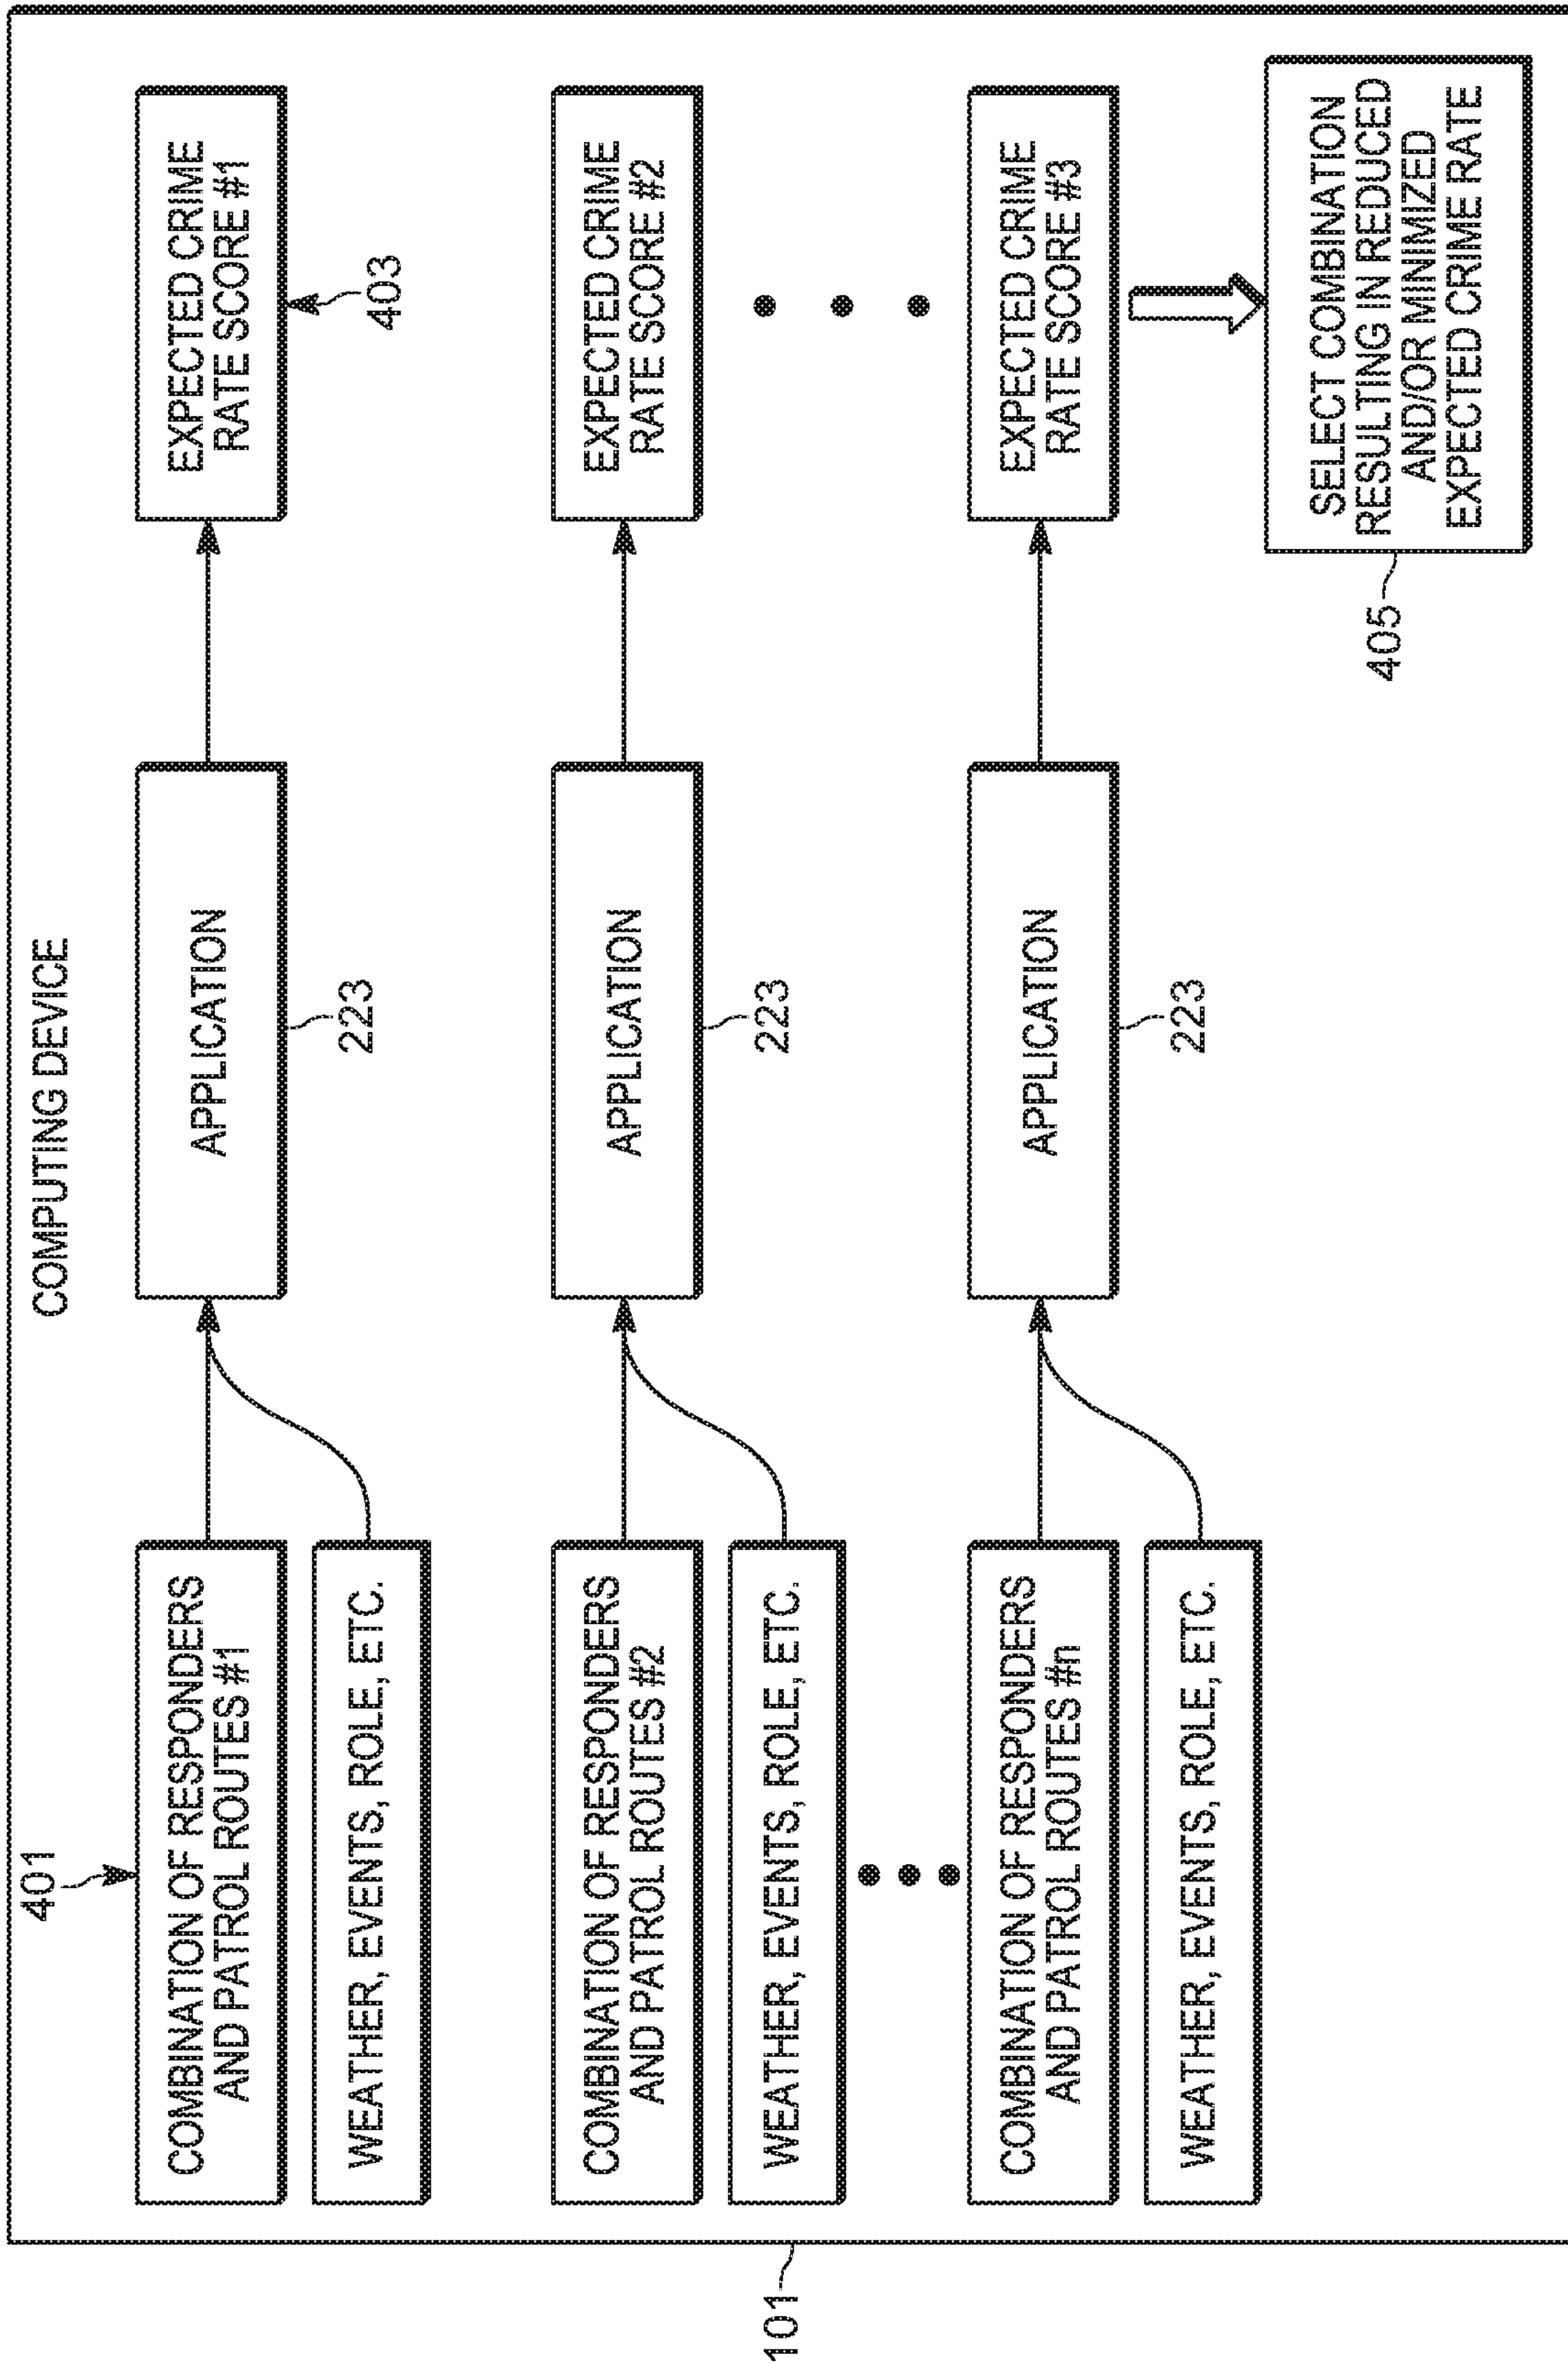 COMPUTING DEVICE
401
COMBINATION OF RESPONDERS
AND PATROL ROUTES #1
WEATHER, EVENTS, ROLE, ETC.
APPLICATION
223
EXPECTED CRIME
RATE SCORE #1
403
COMBINATION OF RESPONDERS
AND PATROL ROUTES #2
WEATHER, EVENTS, ROLE, ETC.
APPLICATION
223
EXPECTED CRIME
RATE SCORE #2
101
COMBINATION OF RESPONDERS
AND PATROL ROUTES #n
WEATHER, EVENTS, ROLE, ETC.
APPLICATION
223
EXPECTED CRIME
RATE SCORE #3
405
SELECT COMBINATION
RESULTING IN REDUCED
AND/OR MINIMIZED
EXPECTED CRIME RATE